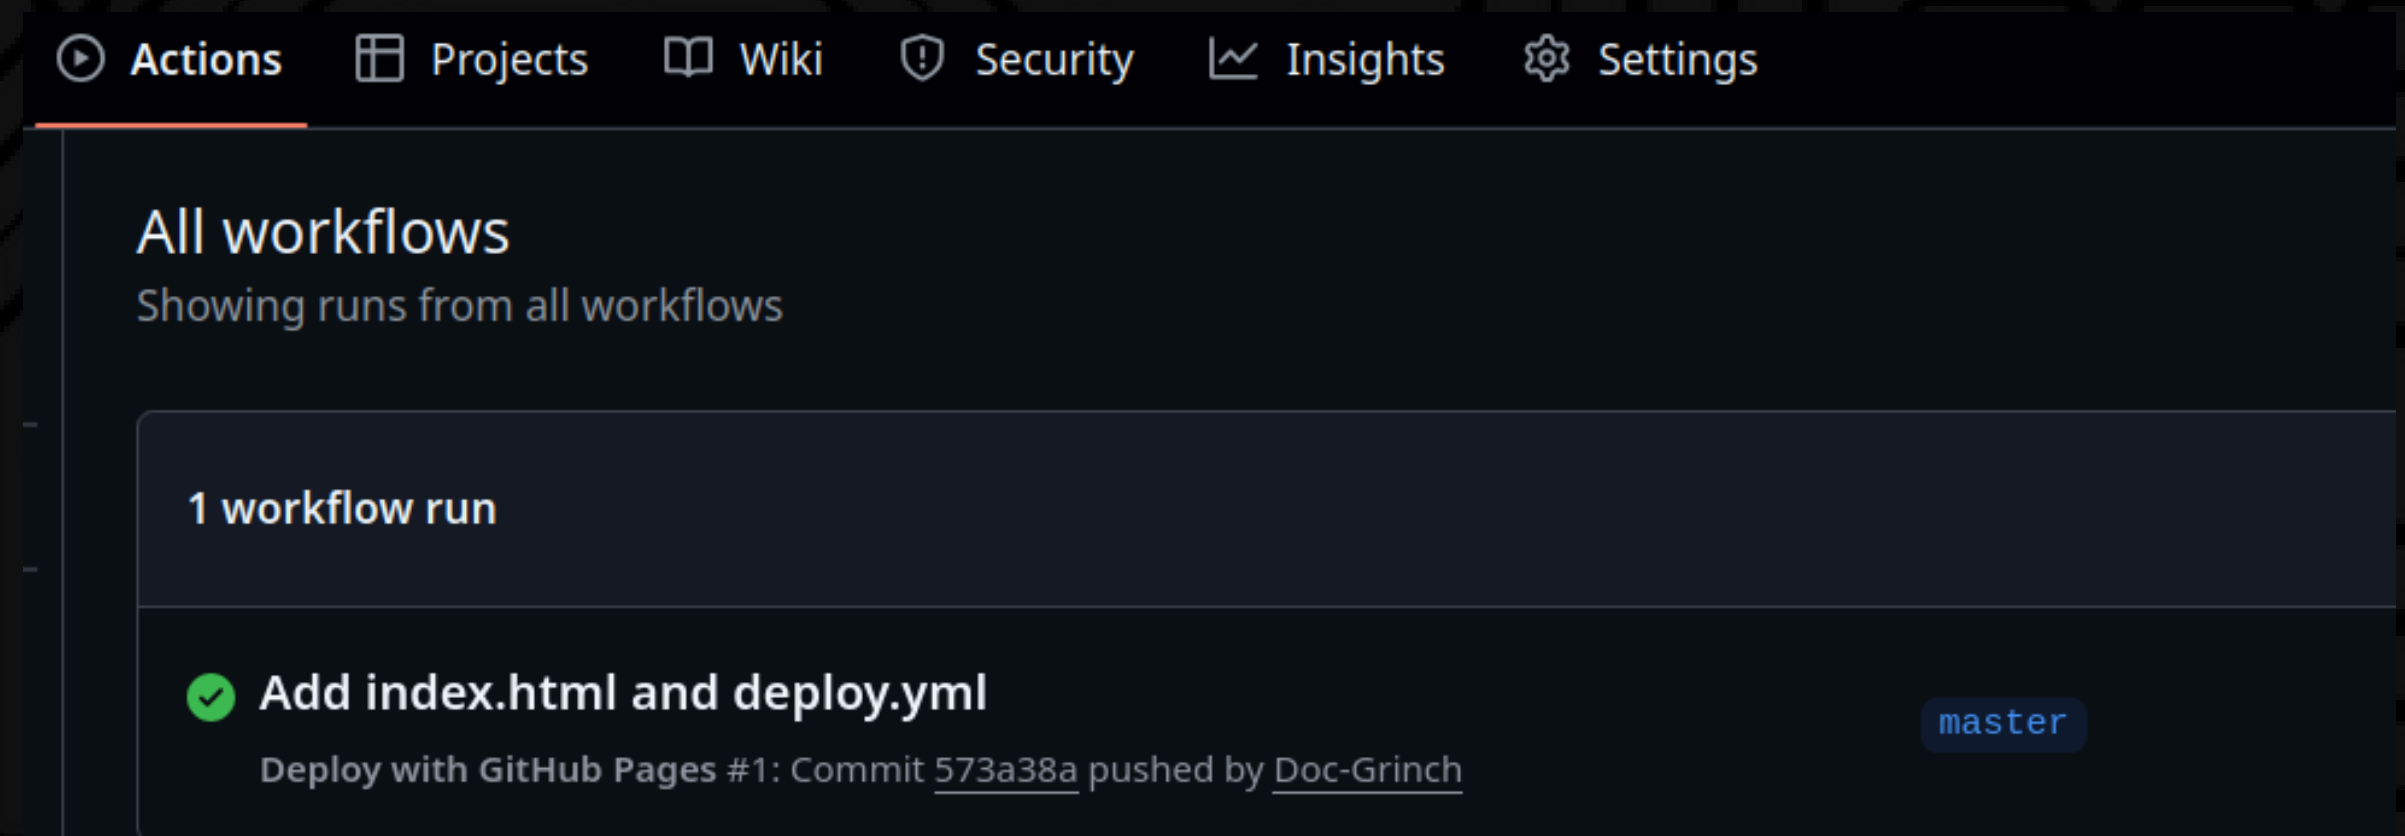 Actions Projects Wiki Security Insights Settings
All workflows
Showing runs from all workflows
1 workflow run
Add index.html and deploy.yml
master
Deploy with GitHub Pages #1: Commit 573a38a pushed by Doc-Grinch